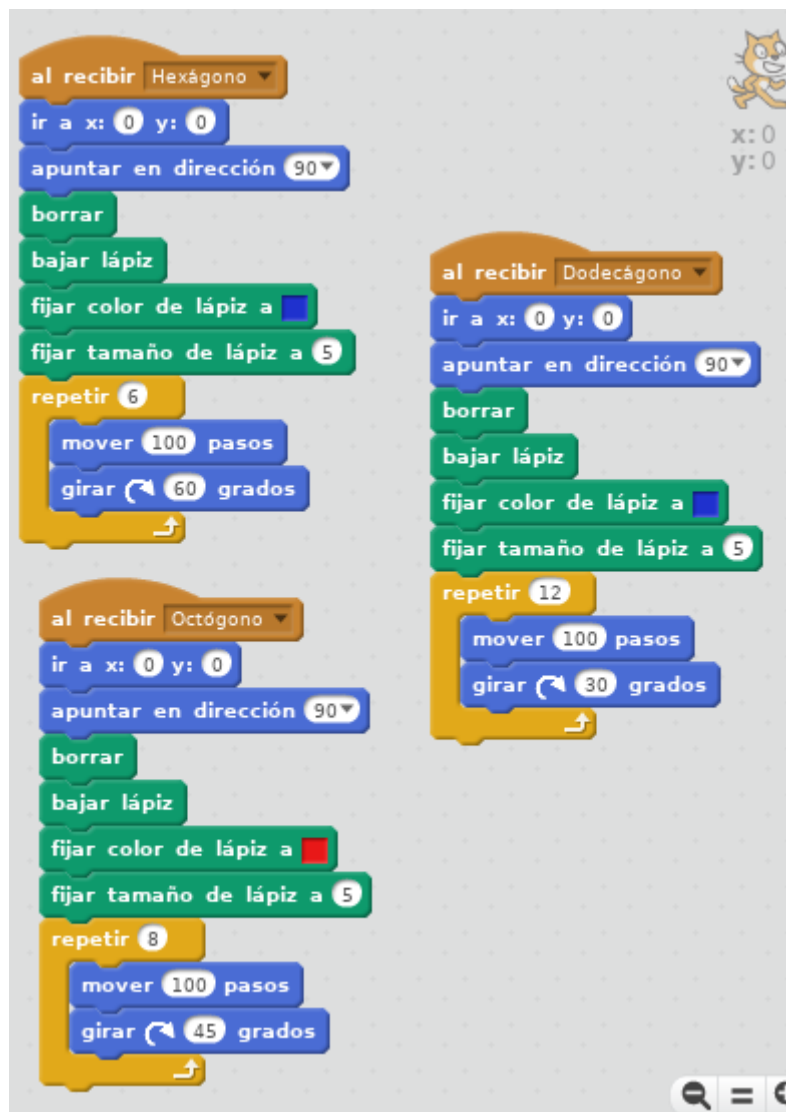 al recibir Hexágono
ir a x: 0 y: 0
apuntar en dirección 90
borrar
bajar lápiz
fijar color de lápiz a
fijar tamaño de lápiz a 5
repetir 6
mover 100 pasos
girar 60 grados
al recibir Octógono
ir a x: 0 y: 0
apuntar en dirección 90
borrar
bajar lápiz
fijar color de lápiz a
fijar tamaño de lápiz a 5
repetir 8
mover 100 pasos
girar 45 grados
x: 0
y: 0
al recibir Dodecágono
ir a x: 0 y: 0
apuntar en dirección 90
borrar
bajar lápiz
fijar color de lápiz a
fijar tamaño de lápiz a 5
repetir 12
mover 100 pasos
girar 30 grados